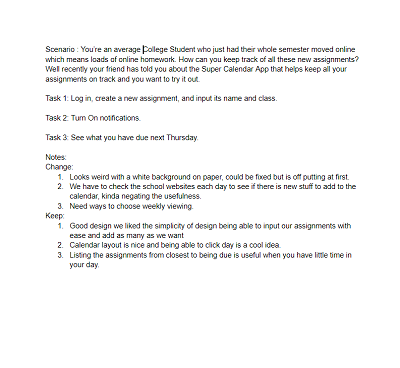 Scenario : You're an average College Student who just had their whole semester moved online
which means loads of online homework. How can you keep track of all these new assignments?
Well recently your friend has told you about the Super Calendar App that helps keep all your
assignments on track and you want to try it out.
Task 1: Log in, create a new assignment, and input its name and class.
Task 2: Turn On notifications.
Task 3: See what you have due next Thursday.
Notes:
Change:
1. Looks weird with a white background on paper, could be fixed but is off putting at first.
2. We have to check the school websites each day to see if there is new stuff to add to the
calendar, kinda negating the usefulness.
3. Need ways to choose weekly viewing.
Keep:
1. Good design we liked the simplicity of design being able to input our assignments with
ease and add as many as we want
2. Calendar layout is nice and being able to click day is a cool idea.
3. Listing the assignments from closest to being due is useful when you have little time in
your day.